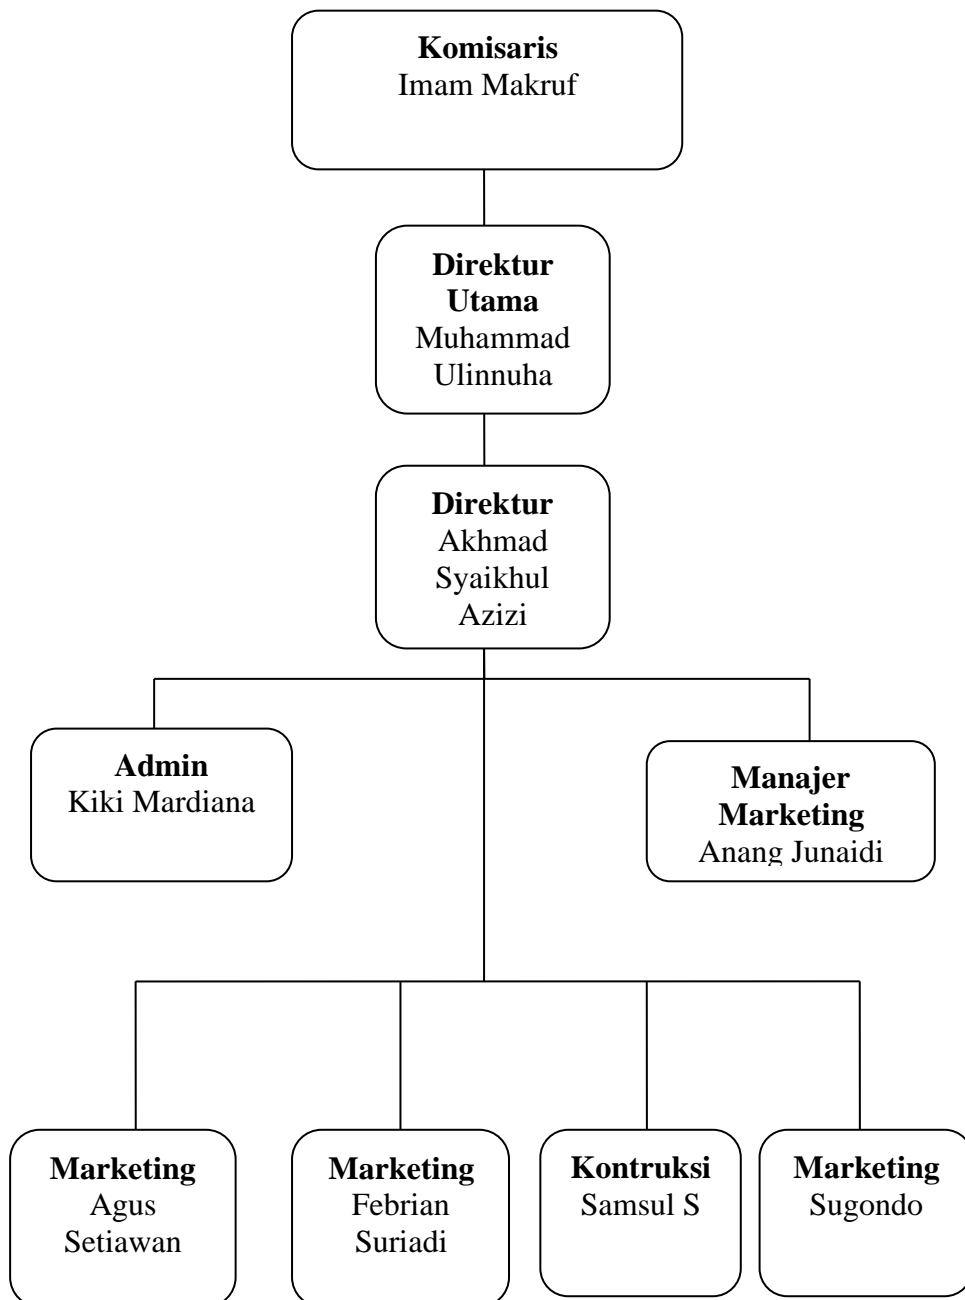 Komisaris
Imam Makruf
Direktur
Utama
Muhammad
Ulinnuha
Direktur
Akhmad
Syaikhul
Azizi
Admin
Kiki Mardiana
Manajer
Marketing
Anang Junaidi
Marketing
Agus
Setiawan
Marketing
Febrian
Suriadi
Kontruksi
Samsul S
Marketing
Sugondo